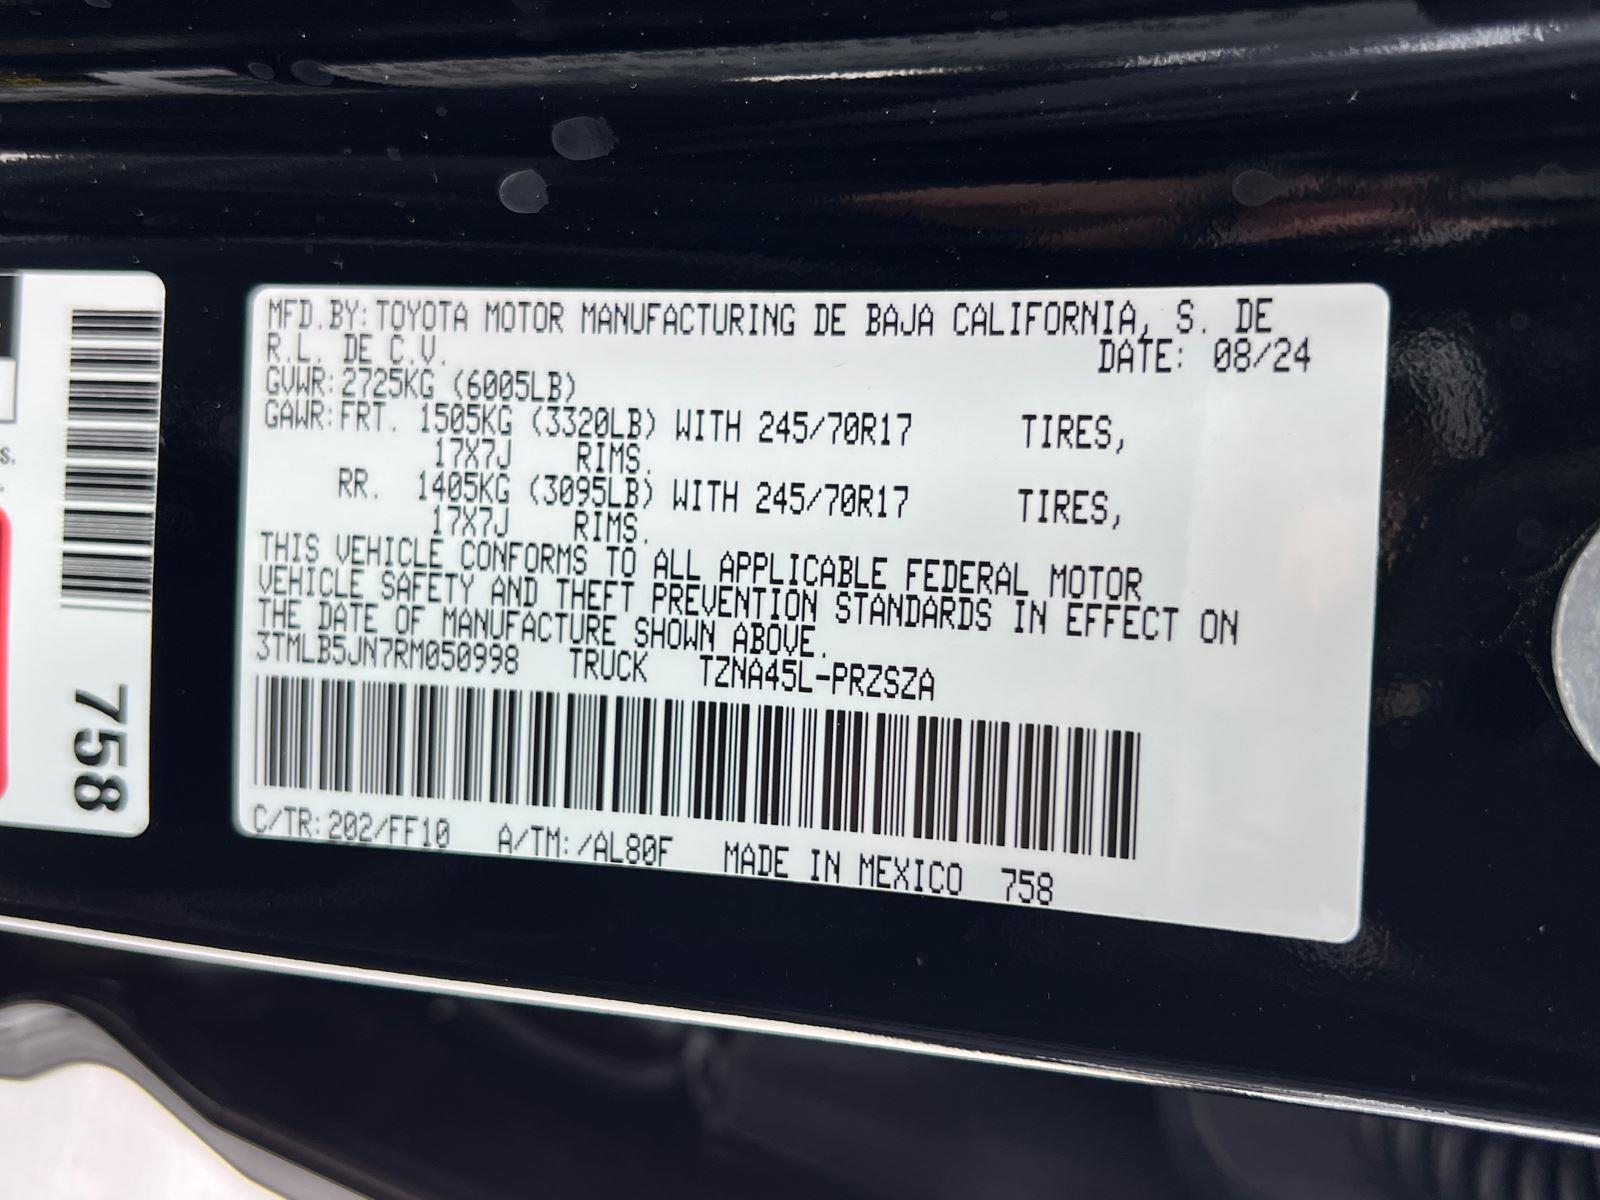 MFD.BY:TOYOTA MOTOR MANUFACTURING DE BAJA CALIFORNIA, S. DE
R.L. DE C.V. DATE: 08/24
GVWR:2725KG (6005LB)
GAWR:FRT. 1505KG (3320LB) WITH 245/70R17 TIRES,
17X7J RIMS.
RR. 1405KG (3095LB) WITH 245/70R17 TIRES,
17X7J RIMS.
THIS VEHICLE CONFORMS TO ALL APPLICABLE FEDERAL MOTOR
VEHICLE SAFETY AND THEFT PREVENTION STANDARDS IN EFFECT ON
THE DATE OF MANUFACTURE SHOWN ABOVE.
3TMLB5JN7RM050998 TRUCK TZNA45L-PRZSZA
C/TR:202/FF10 A/TM:/AL80F MADE IN MEXICO 758
758